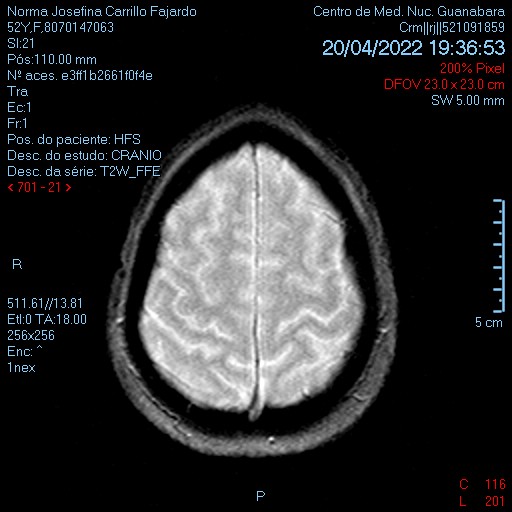 Norma Josefina Carrillo Fajardo
52Y,F,8070147063
Sl:21
Pós:110.00 mm
Nº aces. e3ff1b2661f0f4e
Tra
Ec:1
Fr:1
Pos. do paciente: HFS
Desc. do estudo: CRANIO
Desc. da série: T2W_FFE
< 701 - 21 >
Centro de Med. Nuc. Guanabara
Crm||rj||521091859
20/04/2022 19:36:53
200% Pixel
DFOV 23.0 x 23.0 cm
SW 5.00 mm
R
511.61//13.81
Etl:0 TA:18.00
256x256
Enc: ^
1nex
5 cm
P
C 116
L 201